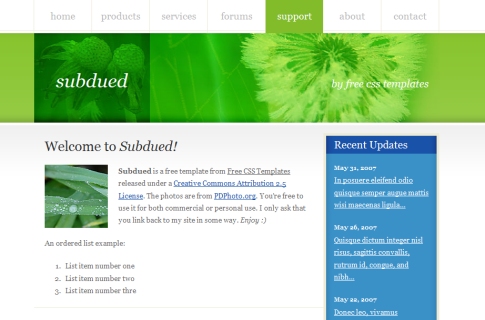 home products services forums support about contact
subdued
by free css templates
Welcome to Subdued!
Subdued is a free template from Free CSS Templates
released under a Creative Commons Attribution 2.5
License. The photos are from PDPhoto.org. You're free to
use it for both commercial or personal use. I only ask that
you link back to my site in some way. Enjoy :)
An ordered list example:
1. List item number one
2. List item number two
3. List item number thre
Recent Updates
May 31, 2007
In posuere eleifend odio
quisque semper augue mattis
wisi maecenas ligula...
May 26, 2007
Quisque dictum integer nisl
risus, sagittis convallis,
rutrum id, congue, and
nibh...
May 22, 2007
Donec leo, vivamus